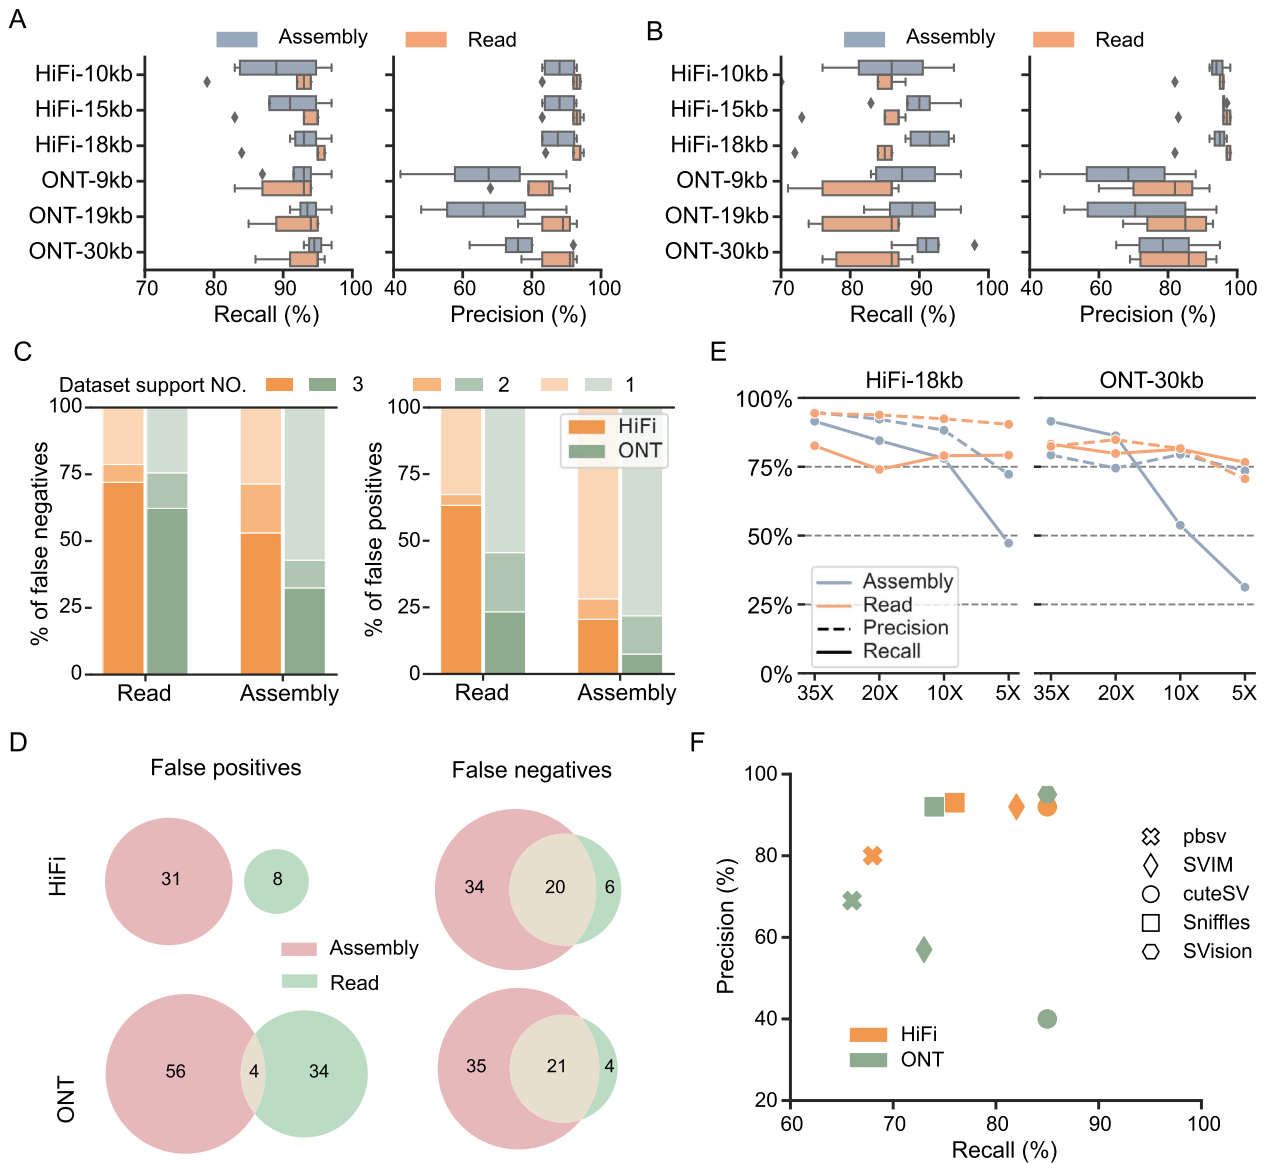 A
Assembly
Read
B
Assembly
Read
HiFi-10kb
HiFi-15kb
HiFi-18kb
ONT-9kb
ONT-19kb
ONT-30kb
70 80 90 100
Recall (%)
40 60 80 100
Precision (%)
HiFi-10kb
HiFi-15kb
HiFi-18kb
ONT-9kb
ONT-19kb
ONT-30kb
70 80 90 100
Recall (%)
40 60 80 100
Precision (%)
C
Dataset support NO. 3 2 1
% of false negatives
100
75
50
25
0
Read Assembly
% of false positives
100
75
50
25
0
HiFi
ONT
Read Assembly
E
HiFi-18kb
ONT-30kb
100%
75%
50%
25%
0%
Assembly
Read
Precision
Recall
35X 20X 10X 5X
35X 20X 10X 5X
D
False positives
False negatives
HiFi
31 8
34 20 6
Assembly
Read
ONT
56 4 34
35 21 4
F
Precision (%)
100
80
60
40
20
pbsv
SVIM
cuteSV
Sniffles
SVision
HiFi
ONT
60 70 80 90 100
Recall (%)